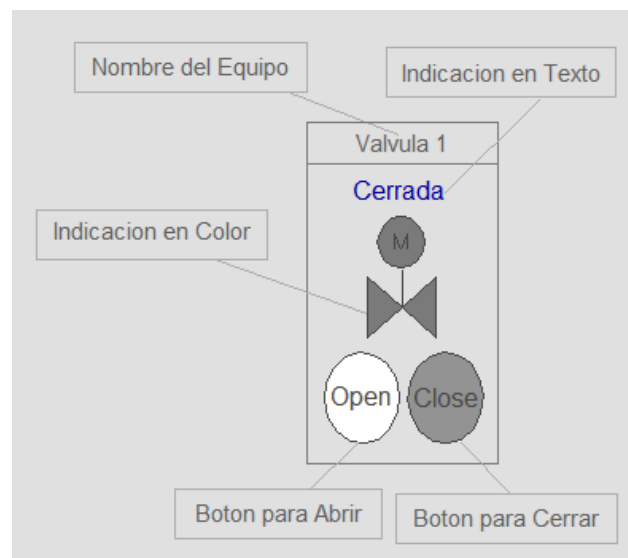 Nombre del Equipo
Indicacion en Texto
Valvula 1
Cerrada
Indicacion en Color
M
Open
Close
Boton para Abrir
Boton para Cerrar